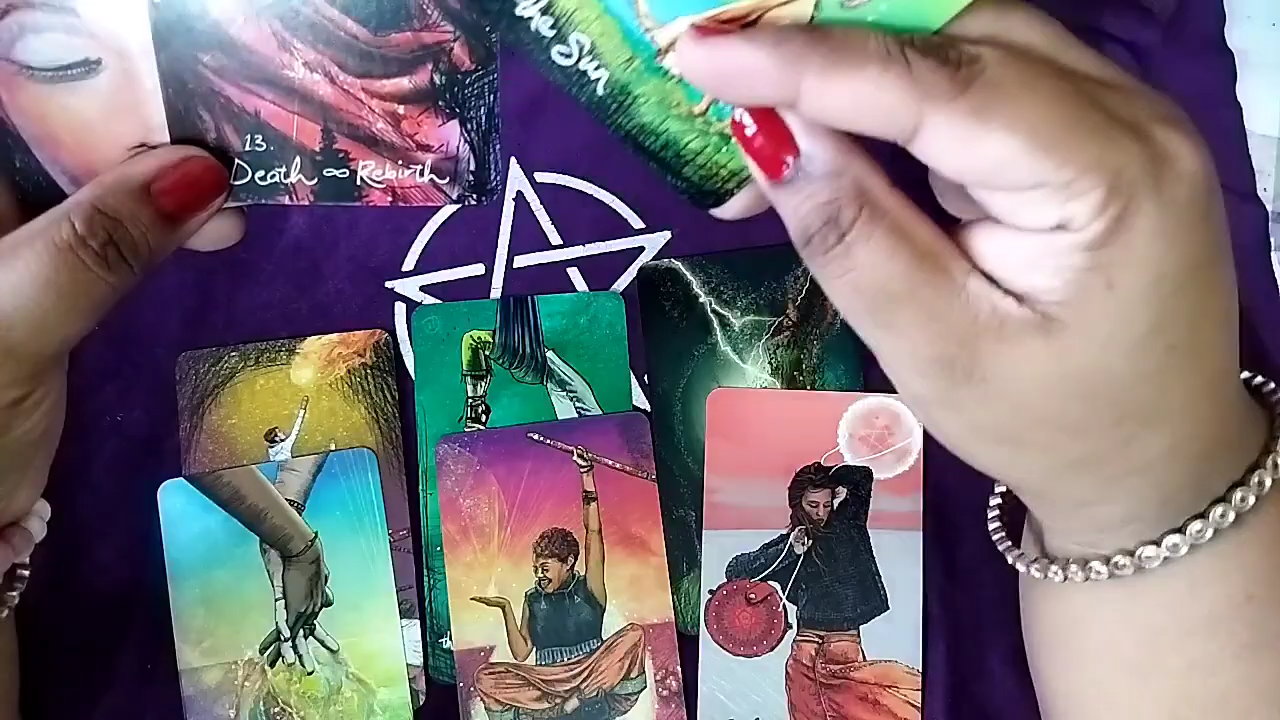 13.
Death ∞ Rebirth
the Sun